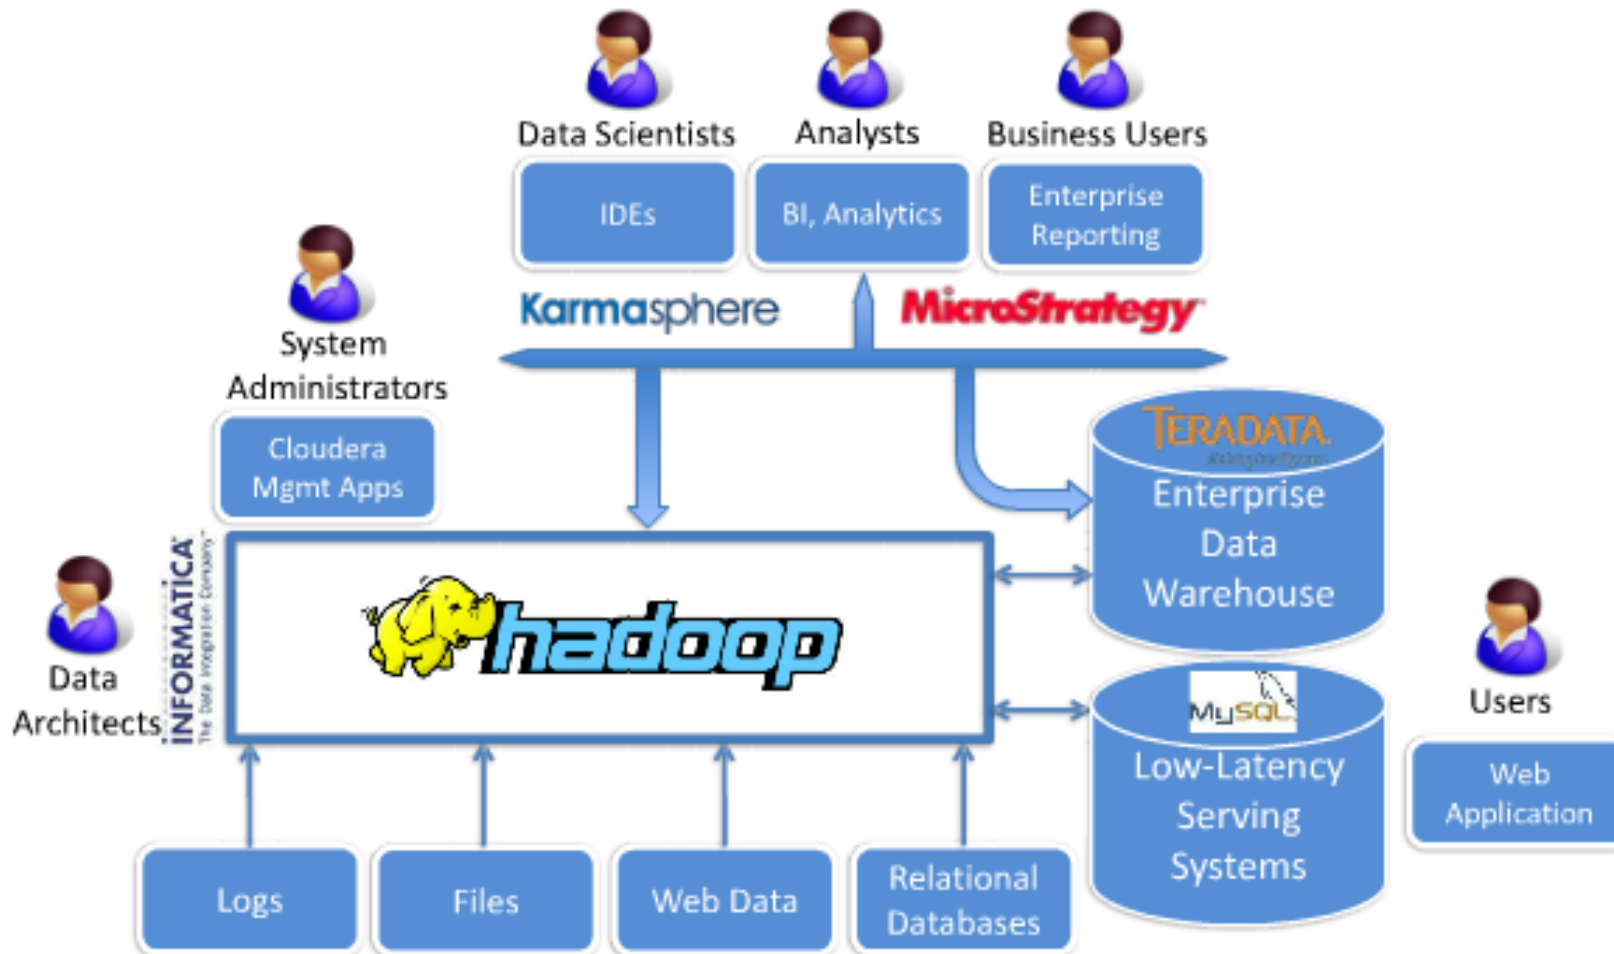 Data Scientists
Analysts
Business Users
IDEs
BI, Analytics
Enterprise
Reporting
Karmasphere
MicroStrategy
System
Administrators
Cloudera
Mgmt Apps
TERADATA
Enterprise
Data
Warehouse
INFORMATICA
The Data Integration Company™
hadoop
Data
Architects
MySQL
Low-Latency
Serving
Systems
Users
Web
Application
Logs
Files
Web Data
Relational
Databases